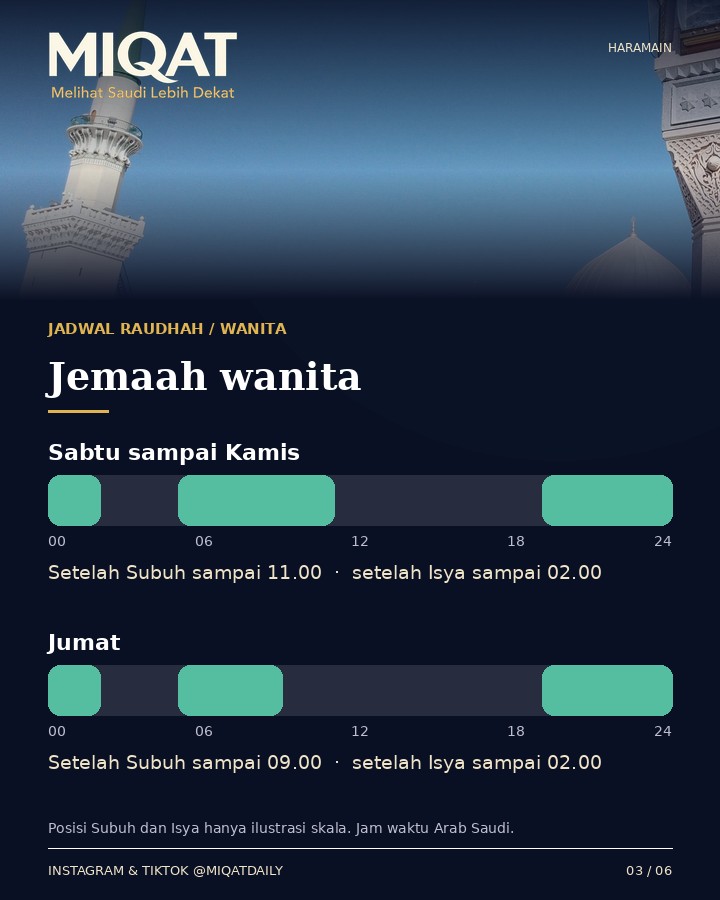 MIQAT
Melihat Saudi Lebih Dekat
HARAMAIN
JADWAL RAUDHAH / WANITA
Jemaah wanita
Sabtu sampai Kamis
00 06 12 18 24
Setelah Subuh sampai 11.00 · setelah Isya sampai 02.00
Jumat
00 06 12 18 24
Setelah Subuh sampai 09.00 · setelah Isya sampai 02.00
Posisi Subuh dan Isya hanya ilustrasi skala. Jam waktu Arab Saudi.
INSTAGRAM & TIKTOK @MIQATDAILY
03 / 06